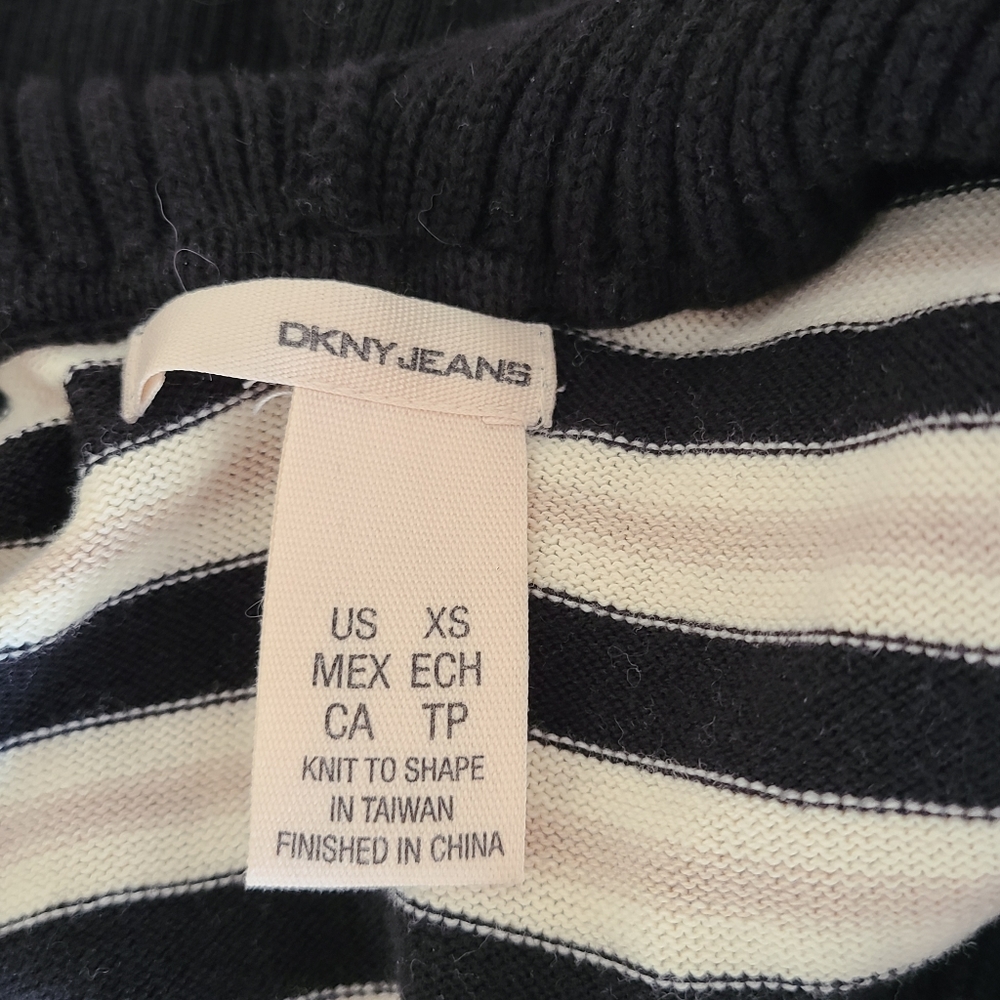 DKNY JEANS
US XS
MEX ECH
CA TP
KNIT TO SHAPE
IN TAIWAN
FINISHED IN CHINA